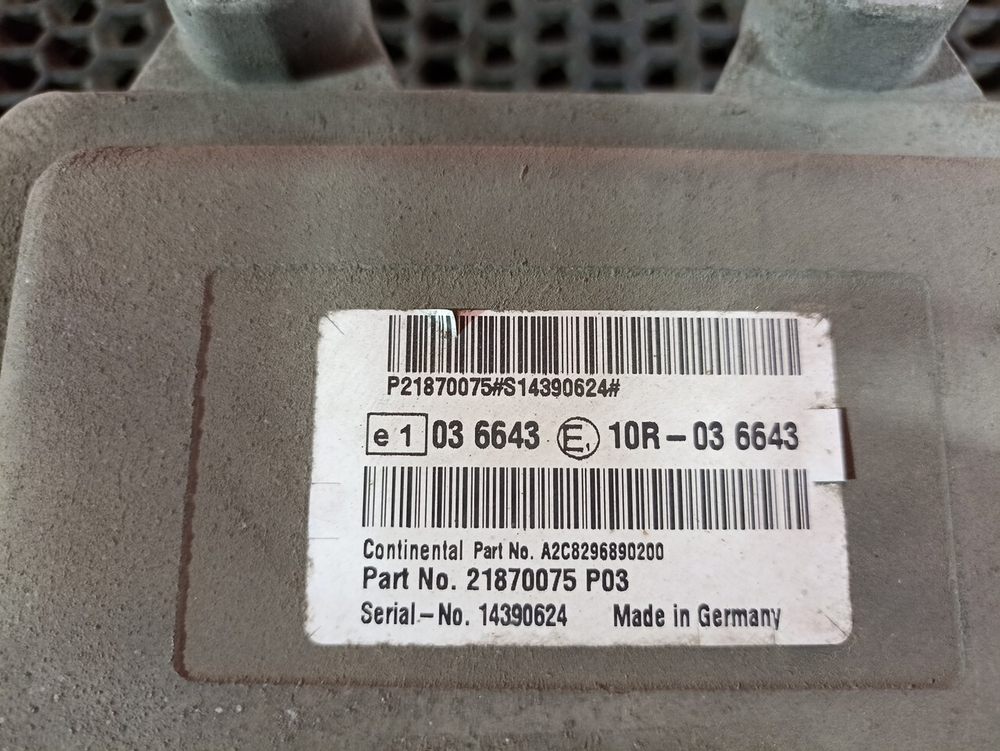 P21870075#S14390624#
e 1 03 6643 E1 10R-03 6643
Continental Part No. A2C8296890200
Part No. 21870075 P03
Serial-No. 14390624 Made in Germany